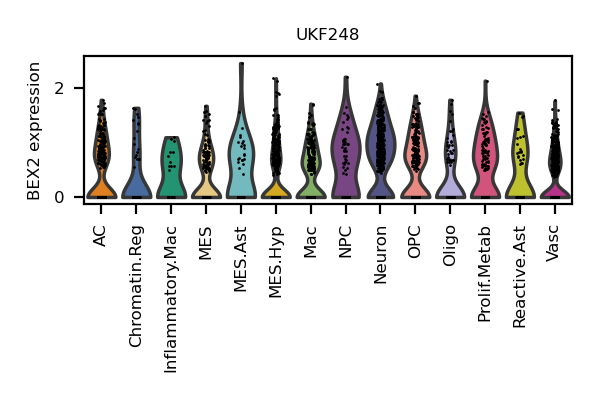 UKF248
BEX2 expression
2
0
AC
Chromatin.Reg
Inflammatory.Mac
MES
MES.Ast
MES.Hyp
Mac
NPC
Neuron
OPC
Oligo
Prolif.Metab
Reactive.Ast
Vasc